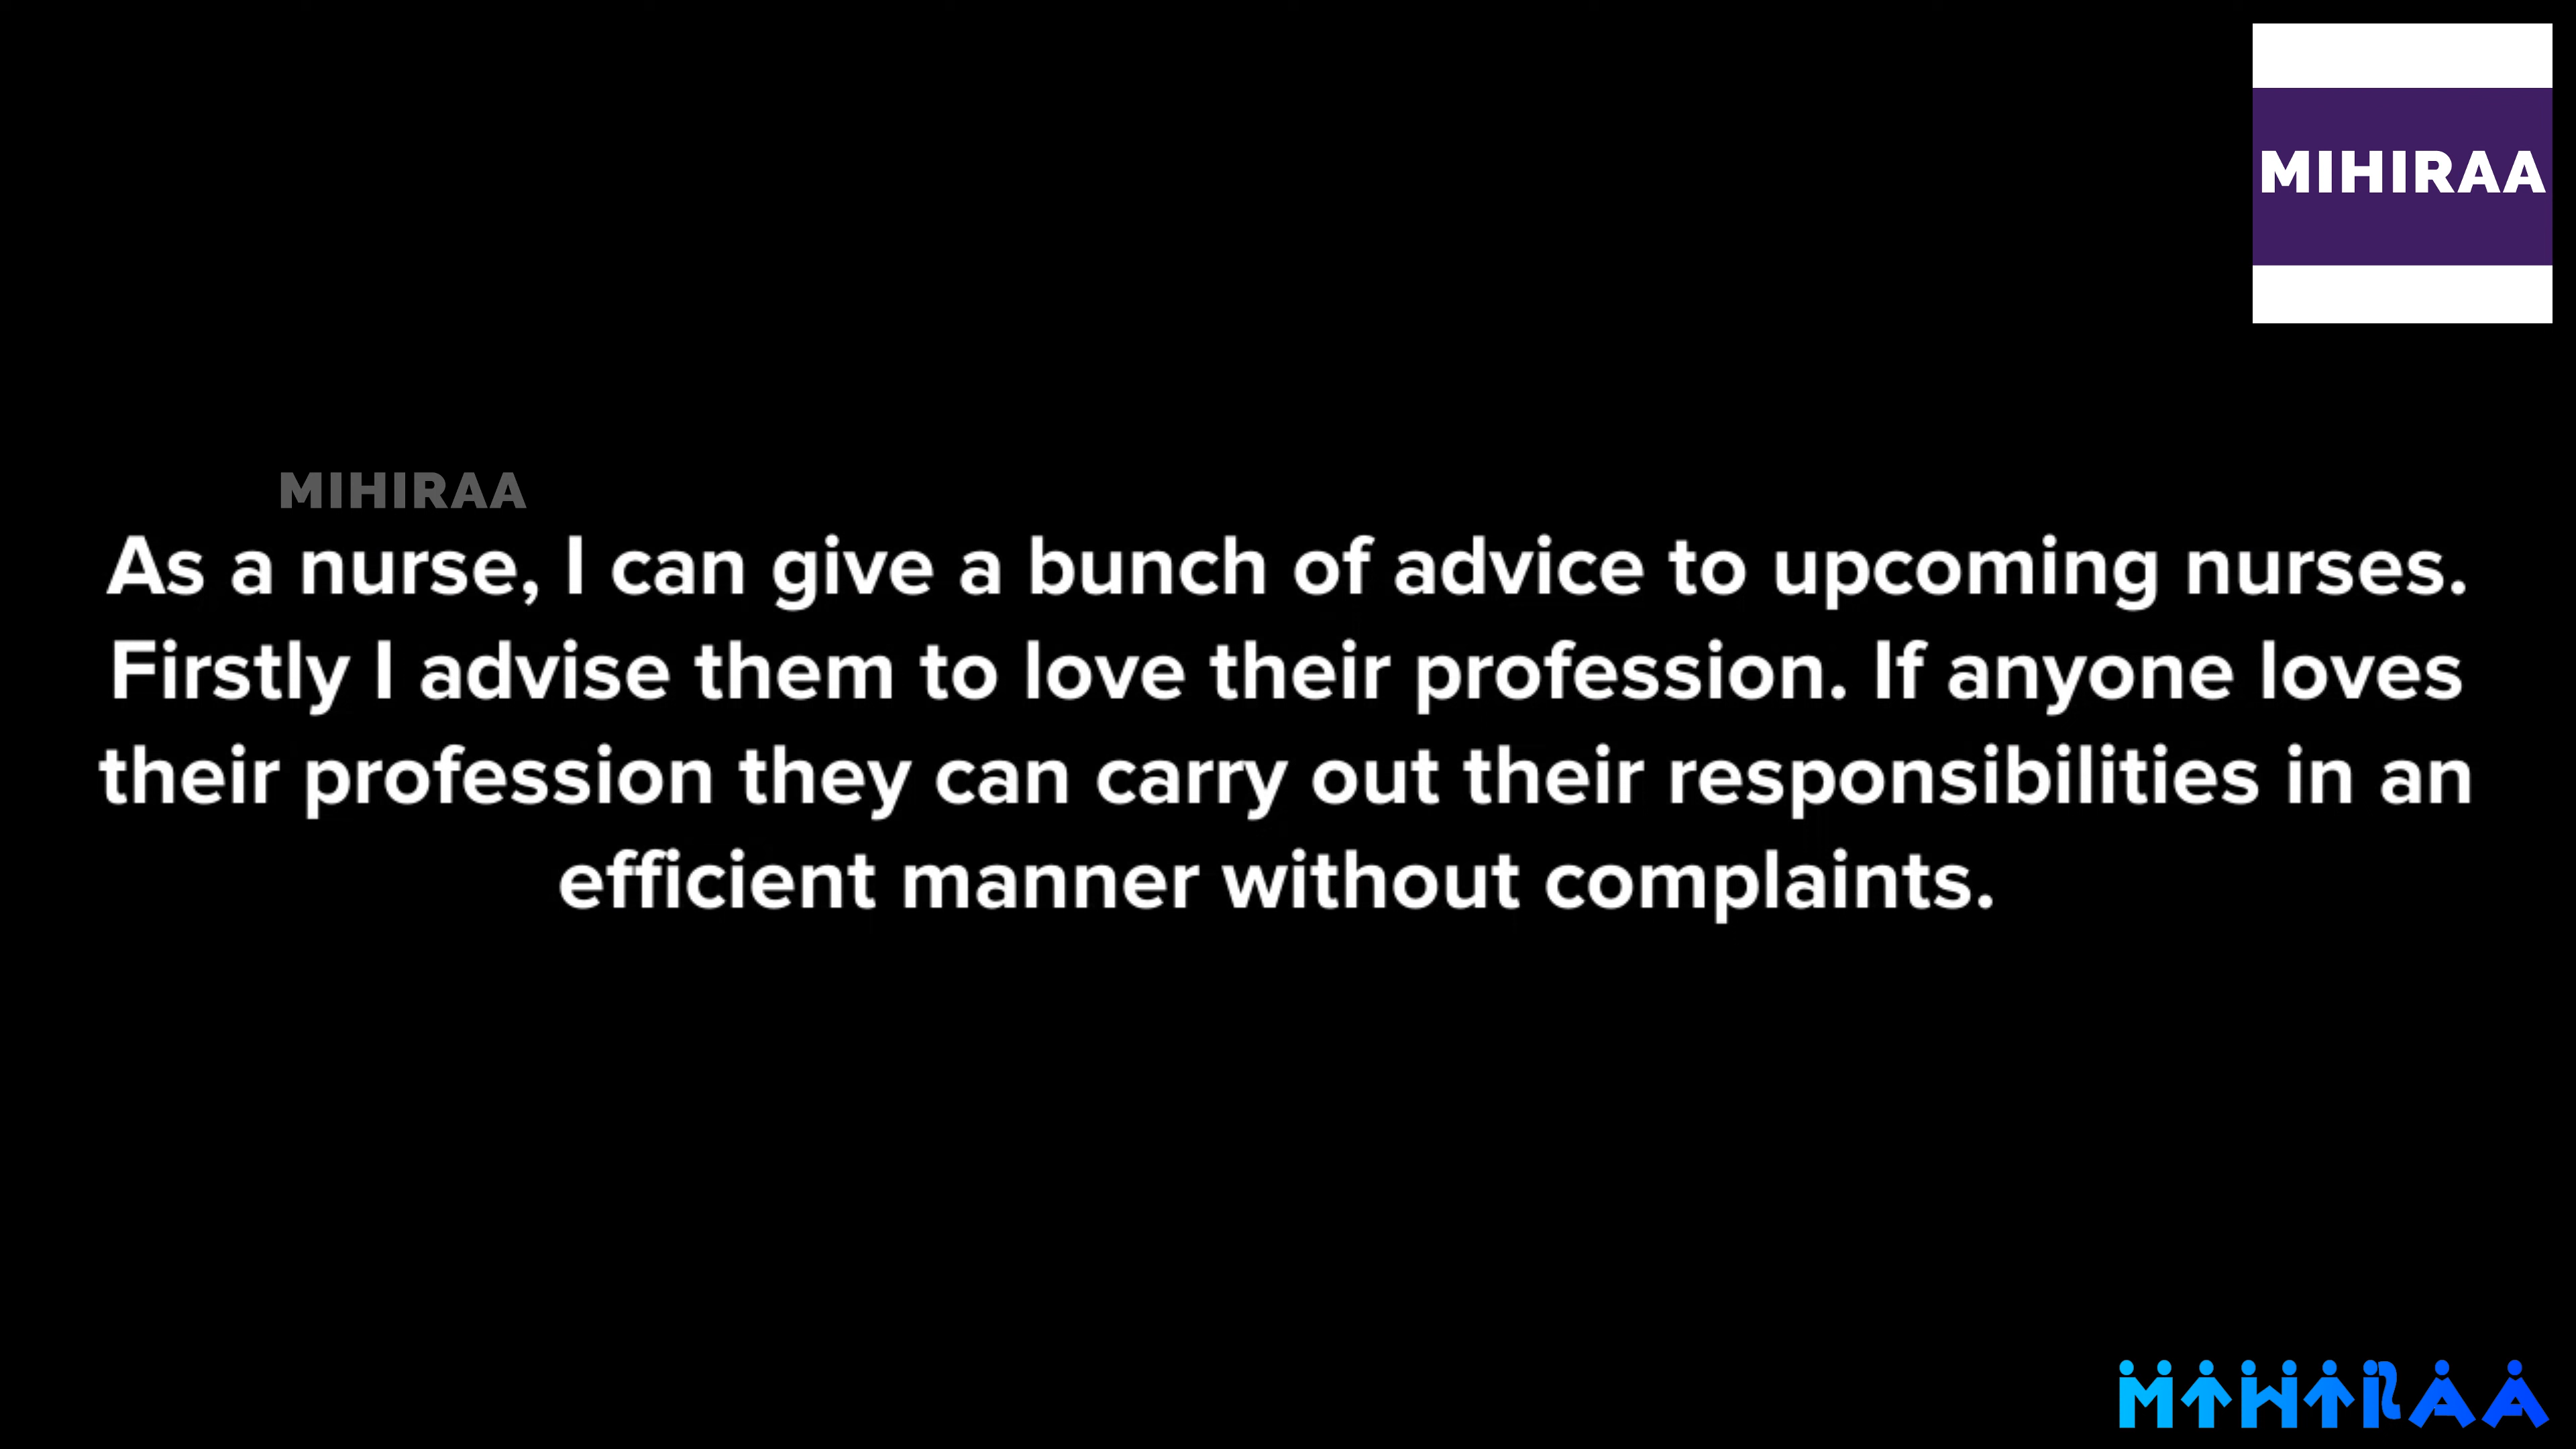 MIHIRAA
MIHIRAA
As a nurse, I can give a bunch of advice to upcoming nurses.
Firstly I advise them to love their profession. If anyone loves
their profession they can carry out their responsibilities in an
efficient manner without complaints.
MIHIRAA